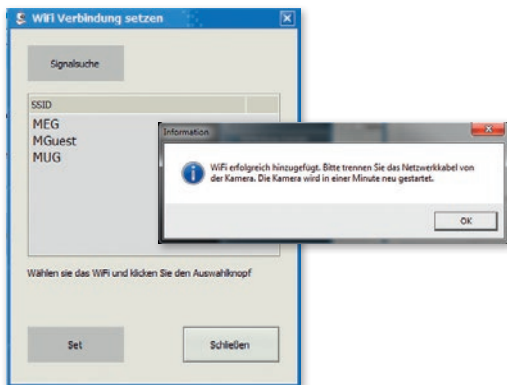 WiFi Verbindung setzen
Signalsuche
SSID
MEG
MGuest
MUG
Information
WiFi erfolgreich hinzugefügt. Bitte trennen Sie das Netzwerkkabel von
der Kamera. Die Kamera wird in einer Minute neu gestartet.
OK
Wählen sie das WiFi und klicken Sie den Auswahlknopf
Set
Schließen